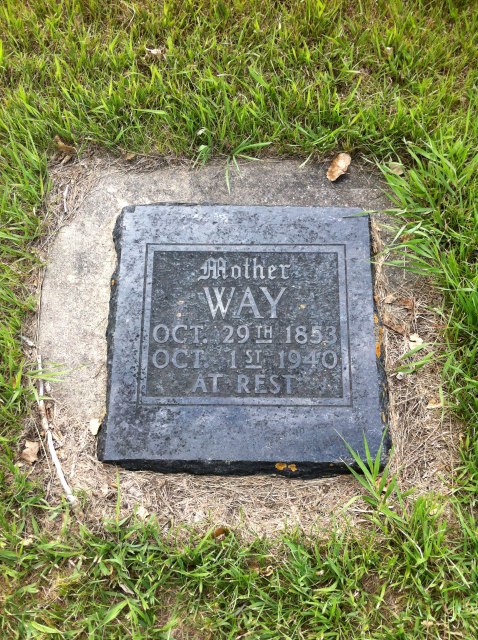 Mother
WAY
OCT. 29TH 1853
OCT. 1ST 1940
AT REST